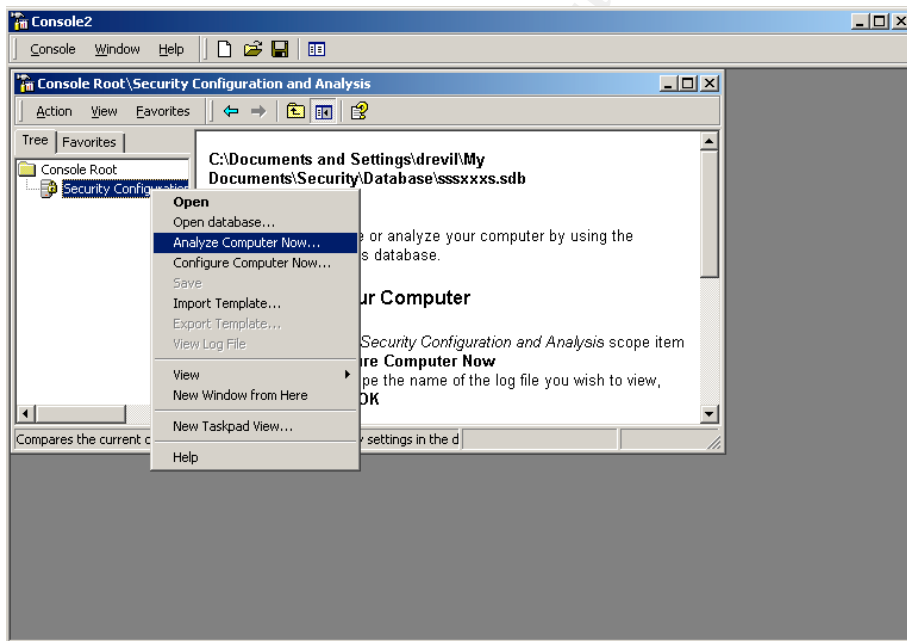 Console2
Console Window Help
Console Root\Security Configuration and Analysis
Action View Favorites
Tree Favorites
Console Root
Security Configuration
C:\Documents and Settings\drevil\My
Documents\Security\Database\sssxxxs.sdb
or analyze your computer by using the
s database.
ur Computer
Security Configuration and Analysis scope item
re Computer Now
pe the name of the log file you wish to view,
OK
Open
Open database...
Analyze Computer Now...
Configure Computer Now...
Save
Import Template...
Export Template...
View Log File
View
New Window from Here
New Taskpad View...
Help
Compares the current c
y settings in the d